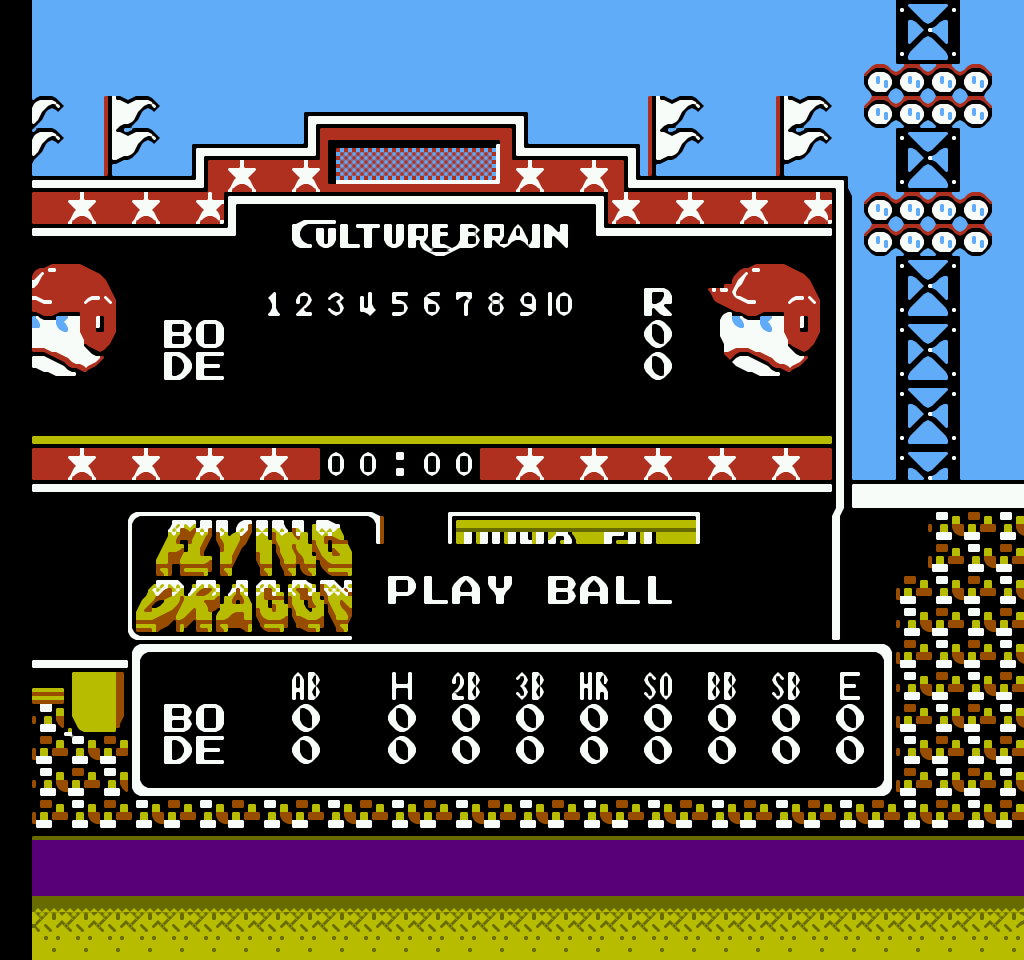 CULTURE BRAIN
1 2 3 4 5 6 7 8 9 10 R
BO 0
DE 0
00:00
FLYING
DRAGON
PLAY BALL
AB H 2B 3B HR SO BB SB E
BO 0 0 0 0 0 0 0 0 0
DE 0 0 0 0 0 0 0 0 0